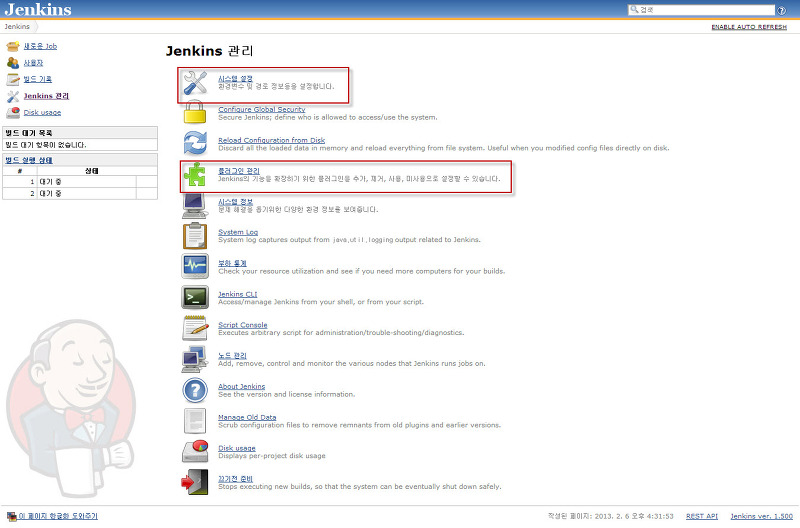 Jenkins
검색
Jenkins
ENABLE AUTO REFRESH
새로운 Job
사용자
빌드 기록
Jenkins 관리
Disk usage
빌드 대기 목록
빌드 대기 항목이 없습니다.
빌드 실행 상태
# 상태
1 대기 중
2 대기 중
Jenkins 관리
시스템 설정
환경변수 및 경로 정보등을 설정합니다.
Configure Global Security
Secure Jenkins; define who is allowed to access/use the system.
Reload Configuration from Disk
Discard all the loaded data in memory and reload everything from file system. Useful when you modified config files directly on disk.
플러그인 관리
Jenkins의 기능을 확장하기 위한 플러그인을 추가, 제거, 사용, 미사용으로 설정할 수 있습니다.
시스템 정보
문제 해결을 돕기위한 다양한 환경 정보를 보여줍니다.
System Log
System log captures output from java.util.logging output related to Jenkins.
부하 통계
Check your resource utilization and see if you need more computers for your builds.
Jenkins CLI
Access/manage Jenkins from your shell, or from your script.
Script Console
Executes arbitrary script for administration/trouble-shooting/diagnostics.
노드 관리
Add, remove, control and monitor the various nodes that Jenkins runs jobs on.
About Jenkins
See the version and license information.
Manage Old Data
Scrub configuration files to remove remnants from old plugins and earlier versions.
Disk usage
Displays per-project disk usage
끄기전 준비
Stops executing new builds, so that the system can be eventually shut down safely.
이 페이지 한글화 도와주기
작성된 페이지: 2013. 2. 6 오후 4:31:53 REST API Jenkins ver. 1.500